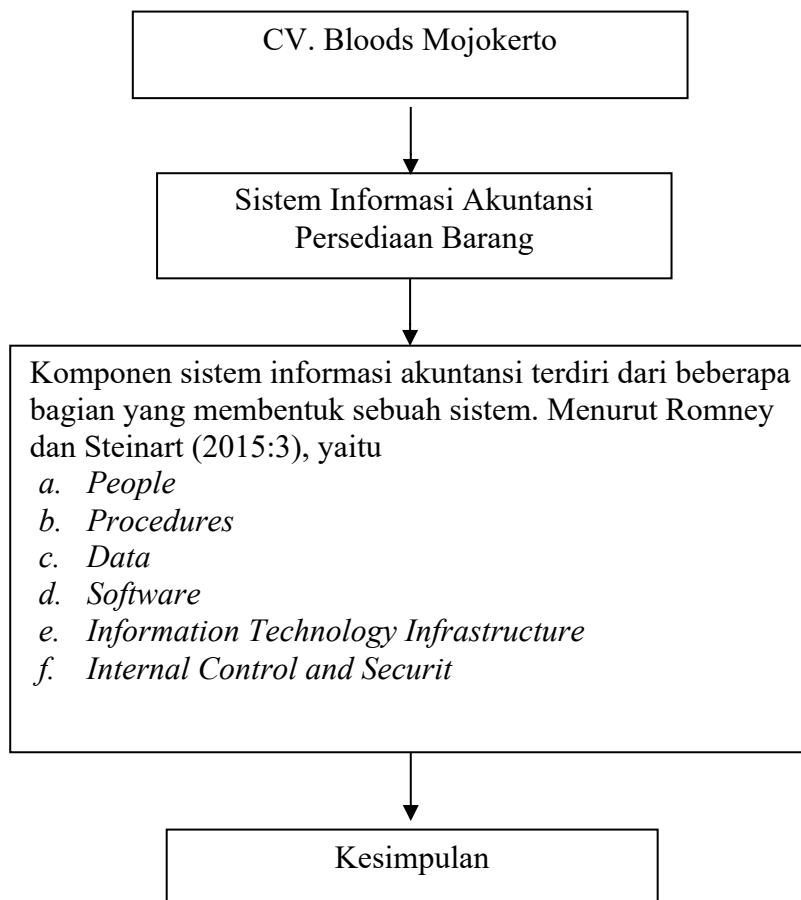 CV. Bloods Mojokerto
Sistem Informasi Akuntansi
Persediaan Barang
Komponen sistem informasi akuntansi terdiri dari beberapa
bagian yang membentuk sebuah sistem. Menurut Romney
dan Steinart (2015:3), yaitu
a. People
b. Procedures
c. Data
d. Software
e. Information Technology Infrastructure
f. Internal Control and Securit
Kesimpulan